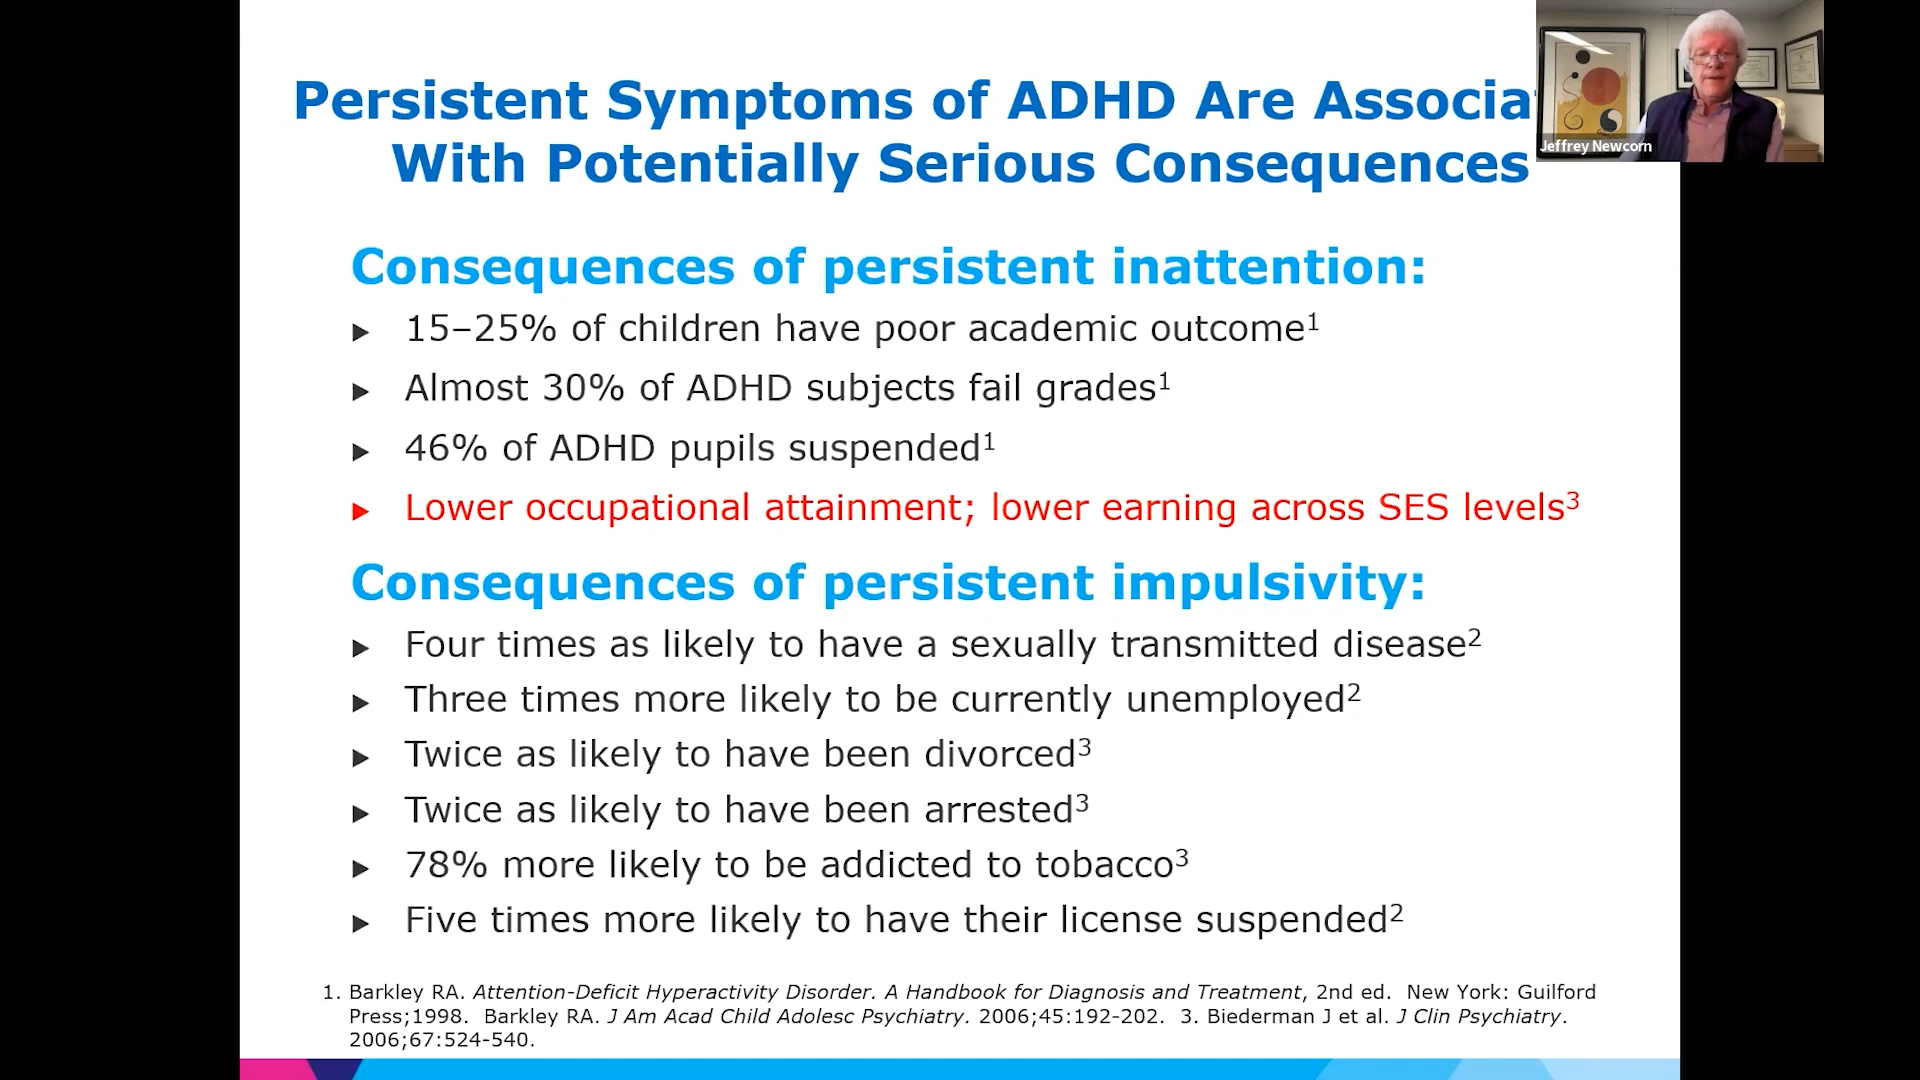 Persistent Symptoms of ADHD Are Associa
With Potentially Serious Consequences
Jeffrey Newcorn
Consequences of persistent inattention:
► 15–25% of children have poor academic outcome¹
► Almost 30% of ADHD subjects fail grades¹
► 46% of ADHD pupils suspended¹
► Lower occupational attainment; lower earning across SES levels³
Consequences of persistent impulsivity:
► Four times as likely to have a sexually transmitted disease²
► Three times more likely to be currently unemployed²
► Twice as likely to have been divorced³
► Twice as likely to have been arrested³
► 78% more likely to be addicted to tobacco³
► Five times more likely to have their license suspended²
1. Barkley RA. Attention-Deficit Hyperactivity Disorder. A Handbook for Diagnosis and Treatment, 2nd ed. New York: Guilford
Press;1998. Barkley RA. J Am Acad Child Adolesc Psychiatry. 2006;45:192-202. 3. Biederman J et al. J Clin Psychiatry.
2006;67:524-540.